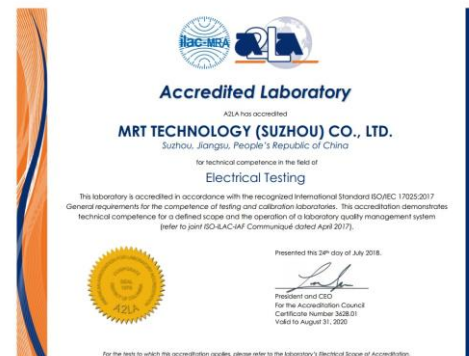 ilac-MRA
A2LA
Accredited Laboratory
A2LA has accredited
MRT TECHNOLOGY (SUZHOU) CO., LTD.
Suzhou, Jiangsu, People's Republic of China
for technical competence in the field of
Electrical Testing
This laboratory is accredited in accordance with the recognized International Standard ISO/IEC 17025:2017
General requirements for the competence of testing and calibration laboratories. This accreditation demonstrates
technical competence for a defined scope and the operation of a laboratory quality management system
(refer to joint ISO-ILAC-IAF Communiqué dated April 2017).
Presented this 24th day of July 2018.
President and CEO
For the Accreditation Council
Certificate Number 3628.01
Valid to August 31, 2020
SEAL
A2LA
For the tests to which this accreditation applies, please refer to the laboratory's Electrical Scope of Accreditation.